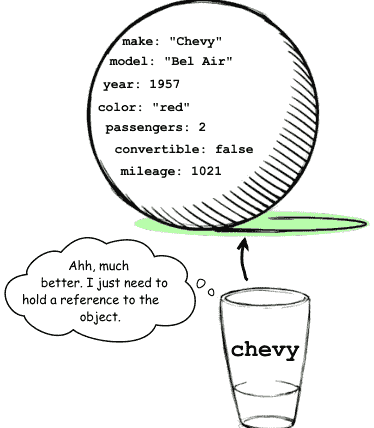 make: "Chevy"
model: "Bel Air"
year: 1957
color: "red"
passengers: 2
convertible: false
mileage: 1021
Ahh, much
better. I just need to
hold a reference to the
object.
chevy